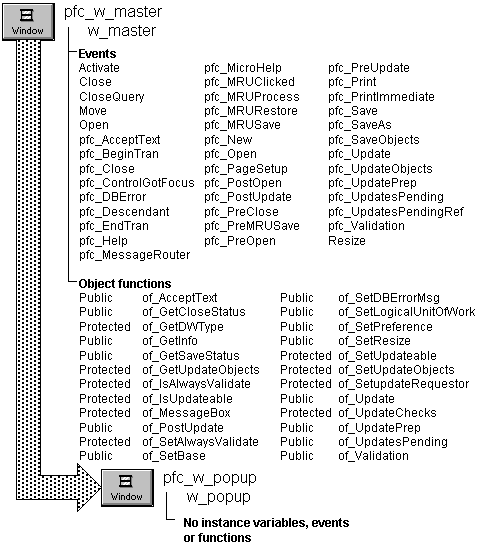 Window
pfc_w_master
w_master
Events
Activate pfc_MicroHelp pfc_PreUpdate
Close pfc_MRUClicked pfc_Print
CloseQuery pfc_MRUProcess pfc_PrintImmediate
Move pfc_MRURestore pfc_Save
Open pfc_MRUSave pfc_SaveAs
pfc_AcceptText pfc_New pfc_SaveObjects
pfc_BeginTran pfc_Open pfc_Update
pfc_Close pfc_PageSetup pfc_UpdateObjects
pfc_ControlGotFocus pfc_PostOpen pfc_UpdatePrep
pfc_DBError pfc_PostUpdate pfc_UpdatesPending
pfc_Descendant pfc_PreClose pfc_UpdatesPendingRef
pfc_EndTran pfc_PreMRUSave pfc_Validation
pfc_Help pfc_PreOpen Resize
pfc_MessageRouter
Object functions
Public of_AcceptText Public of_SetDBErrorMsg
Public of_GetCloseStatus Public of_SetLogicalUnitOfWork
Protected of_GetDWType Public of_SetPreference
Public of_GetInfo Public of_SetResize
Public of_GetSaveStatus Protected of_SetUpdateable
Protected of_GetUpdateObjects Protected of_SetUpdateObjects
Protected of_IsAlwaysValidate Protected of_SetupdateRequestor
Protected of_IsUpdateable Public of_Update
Protected of_MessageBox Protected of_UpdateChecks
Public of_PostUpdate Public of_UpdatePrep
Protected of_SetAlwaysValidate Public of_UpdatesPending
Public of_SetBase Public of_Validation
Window
pfc_w_popup
w_popup
No instance variables, events
or functions